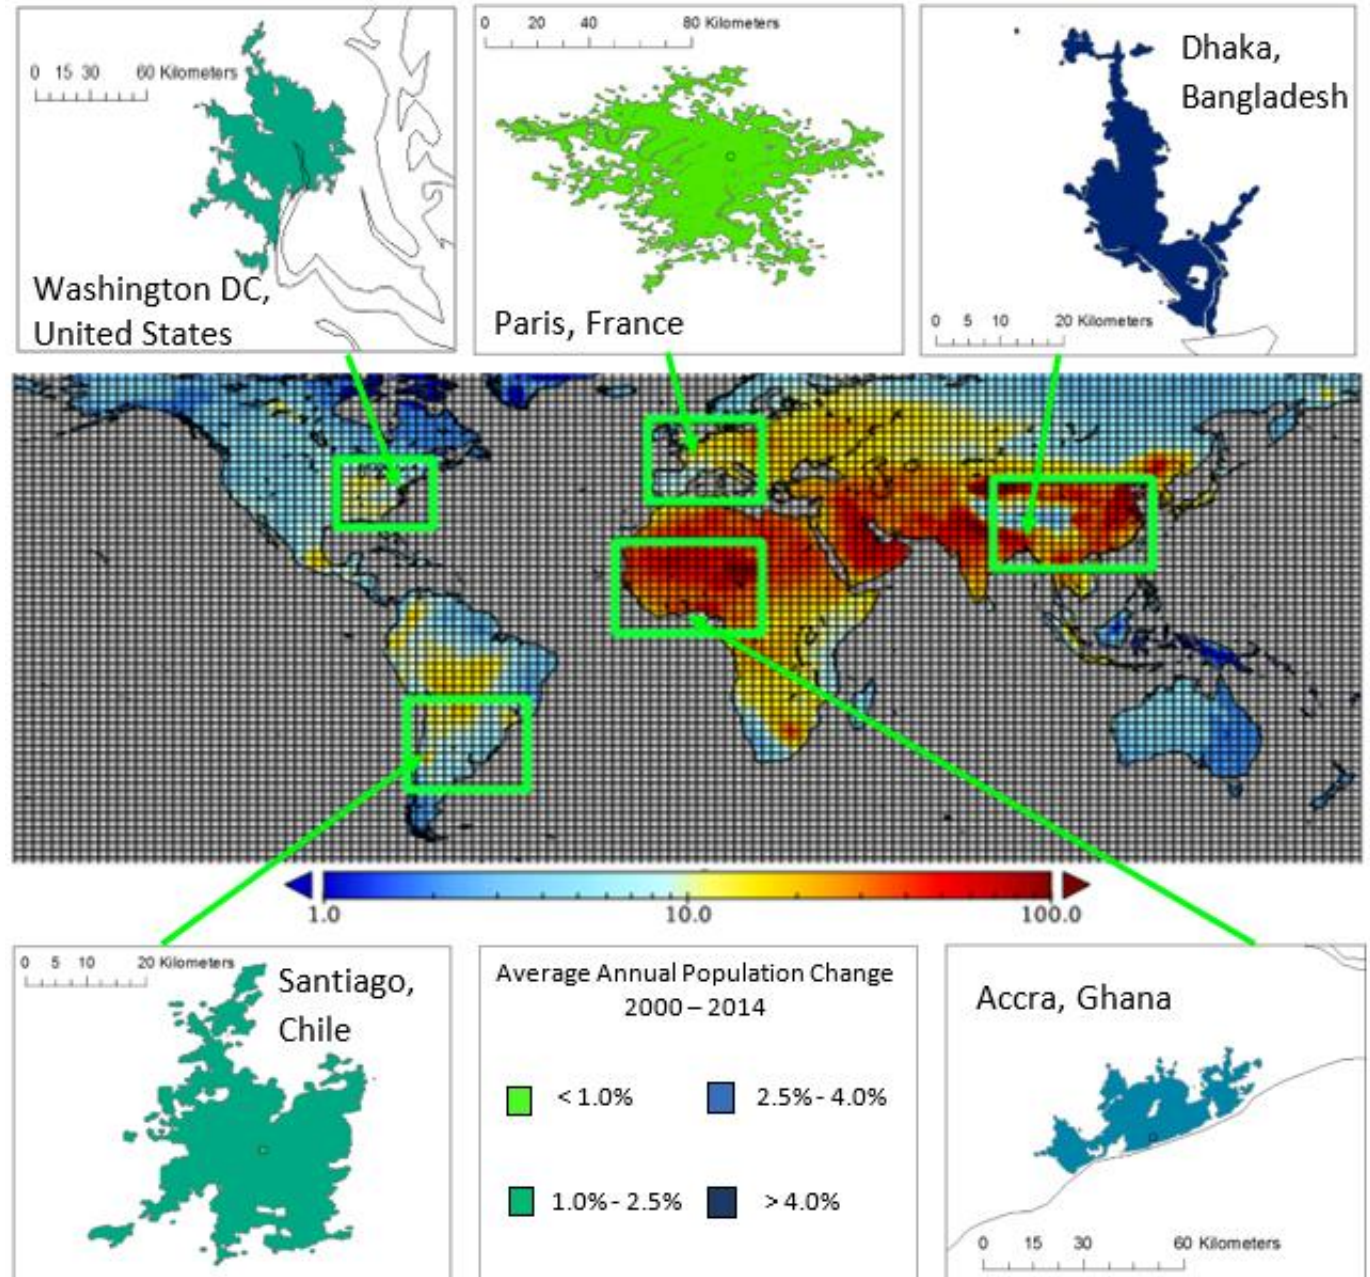 0 15 30 60 Kilometers
Washington DC,
United States
0 20 40 80 Kilometers
Paris, France
Dhaka,
Bangladesh
0 5 10 20 Kilometers
1.0 10.0 100.0
0 5 10 20 Kilometers
Santiago,
Chile
Average Annual Population Change
2000 – 2014
< 1.0% 2.5% - 4.0%
1.0% - 2.5% > 4.0%
Accra, Ghana
0 15 30 60 Kilometers